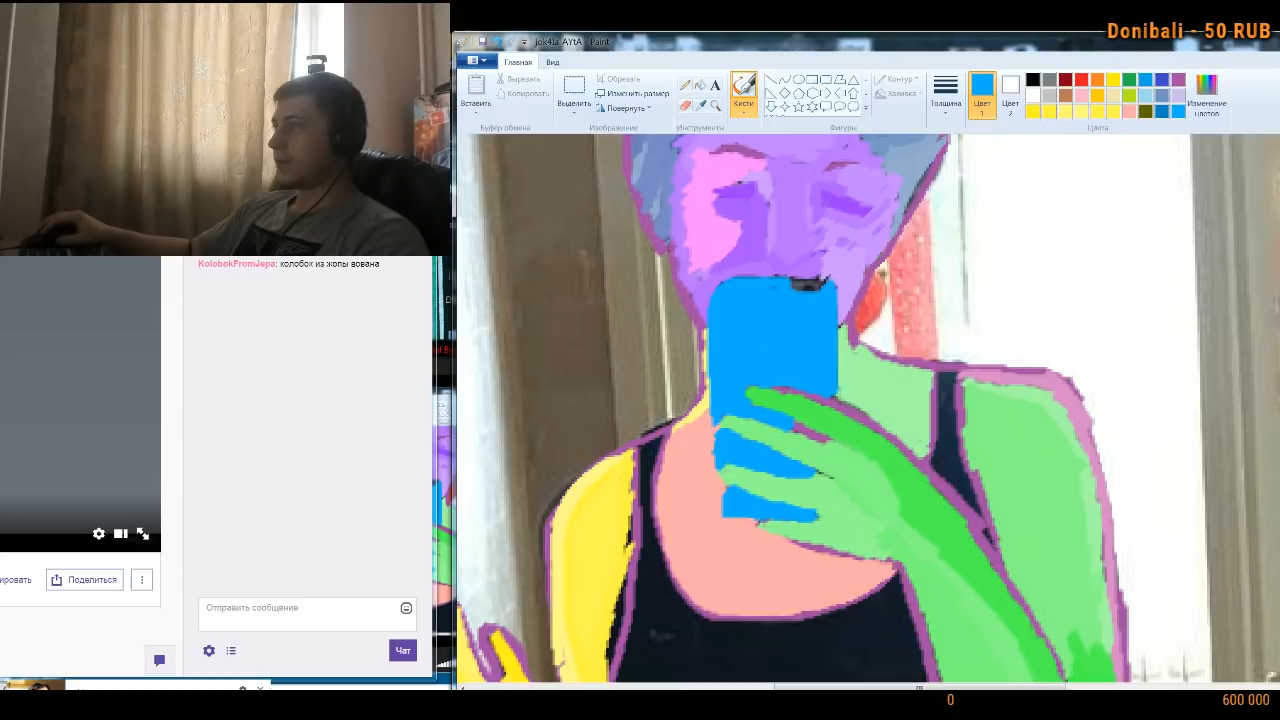 Donibali - 50 RUB
jok4la_AYtA - Paint
Главная Вид
Вставить
Вырезать
Копировать
Буфер обмена
Выделить
Обрезать
Изменить размер
Повернуть
Изображение
Инструменты
Кисти
Фигуры
Контур
Заливка
Толщина
Цвет 1
Цвет 2
Изменение цветов
Цвета
KolobokFromJepa: колобок из жопы вована
ировать
Поделиться
Отправить сообщение
Чат
0
600 000